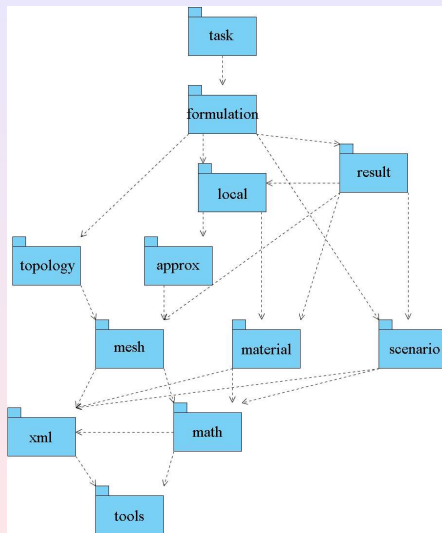 task
formulation
result
local
topology
approx
mesh
material
scenario
xml
math
tools